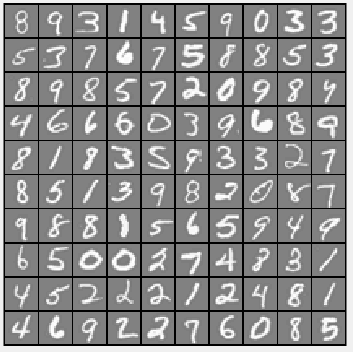 8 9 3 1 4 5 9 0 3 3
5 3 7 6 7 5 8 8 5 3
8 9 8 5 7 2 0 9 8 4
4 6 6 6 0 3 9 6 8 9
8 1 8 3 5 9 3 3 2 7
8 5 1 3 9 8 2 0 8 7
9 8 8 1 5 6 5 9 4 9
6 5 0 0 2 7 4 8 3 1
4 5 2 2 2 1 2 4 8 1
4 6 9 2 2 7 6 0 8 5